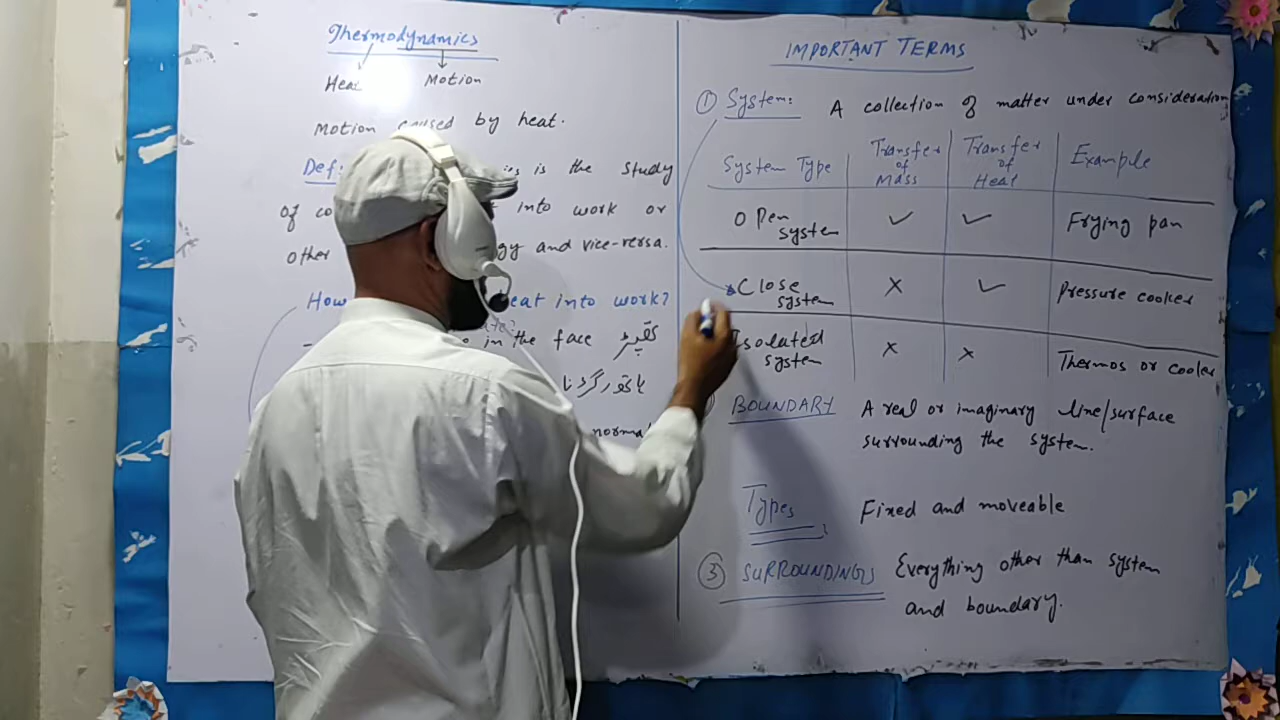 Thermodynamics
Motion
Motion caused by heat.
Def: is the study
of into work or
other and vice-versa.
How heat into work?
in the face
normal
IMPORTANT TERMS
① System: A collection of matter under consideration
System Type Transfer of Mass Transfer of Heat Example
Open system ✓ ✓ Frying pan
Close system × ✓ Pressure cooker
Isolated system × × Thermos or cooler
BOUNDARY A real or imaginary line/surface
surrounding the system.
Types Fixed and moveable
③ SURROUNDINGS Everything other than system
and boundary.